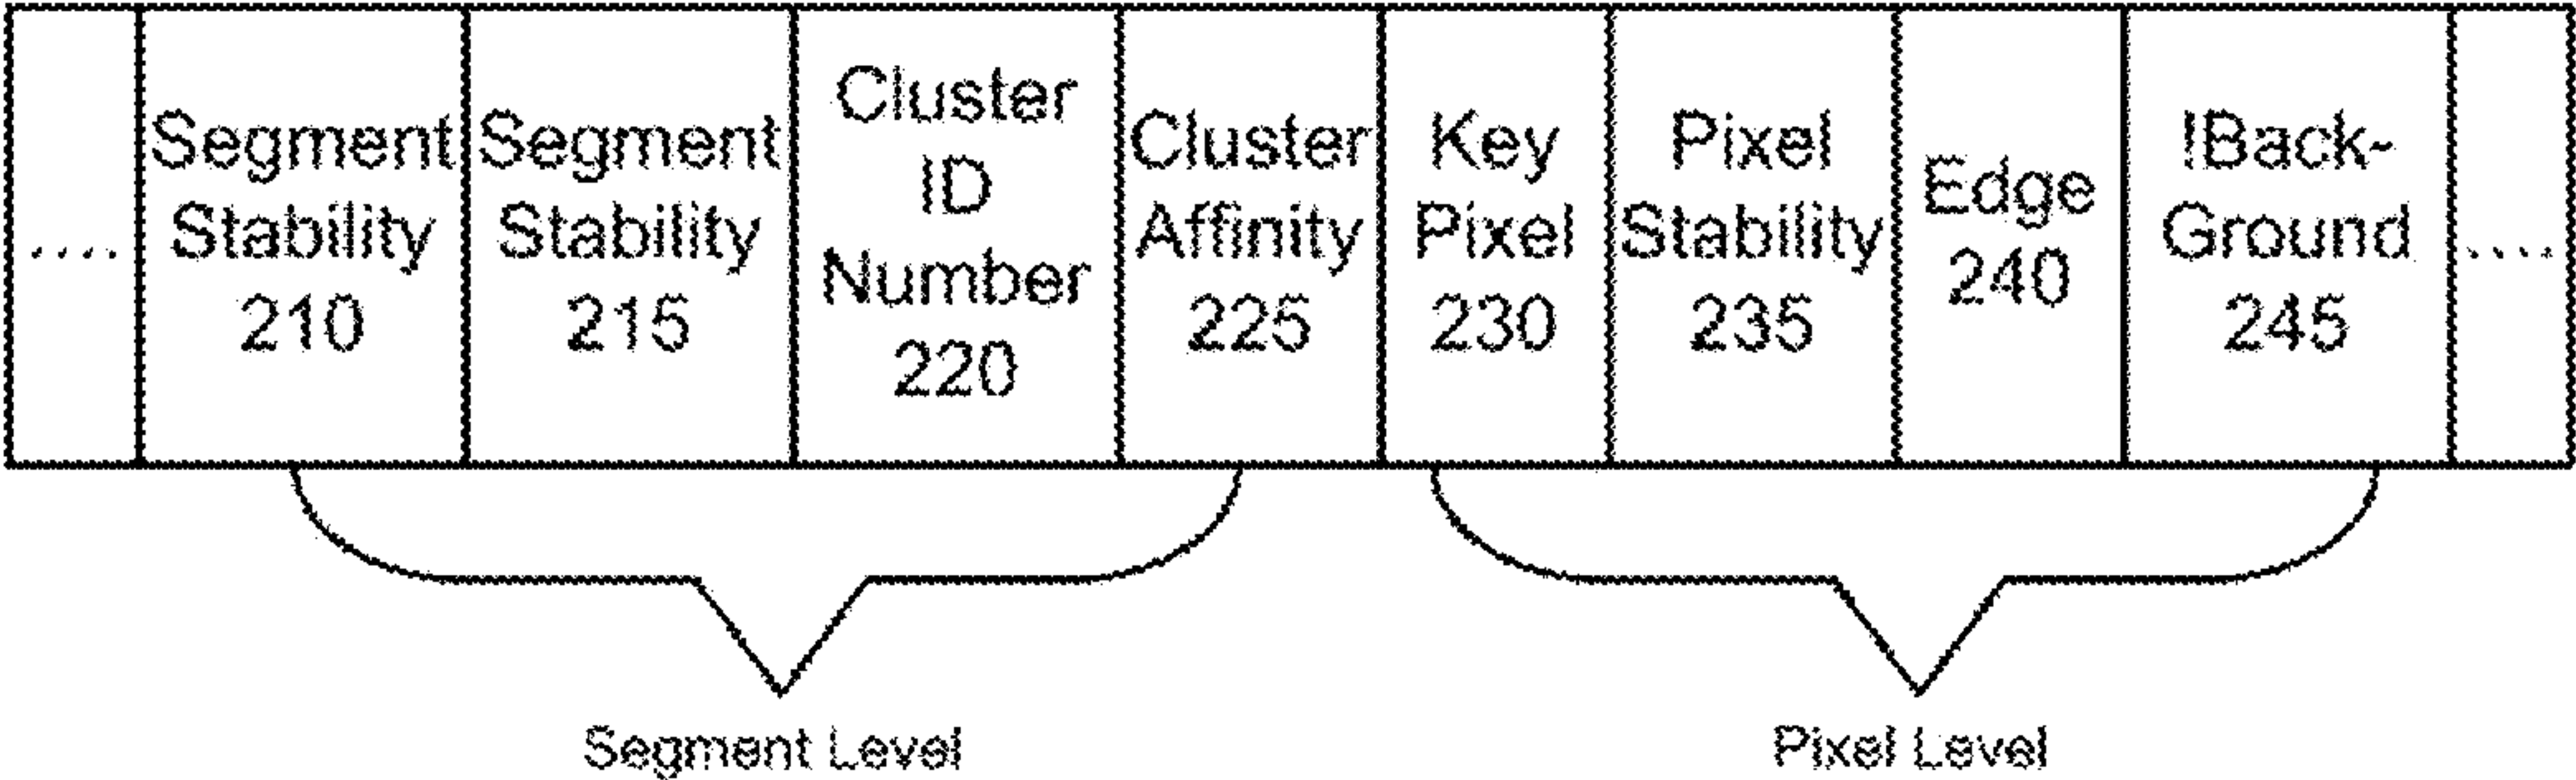 ....
Segment
Stability
210
Segment
Stability
215
Cluster
ID
Number
220
Cluster
Affinity
225
Key
Pixel
230
Pixel
Stability
235
Edge
240
!Back-
Ground
245
....
Segment Level
Pixel Level